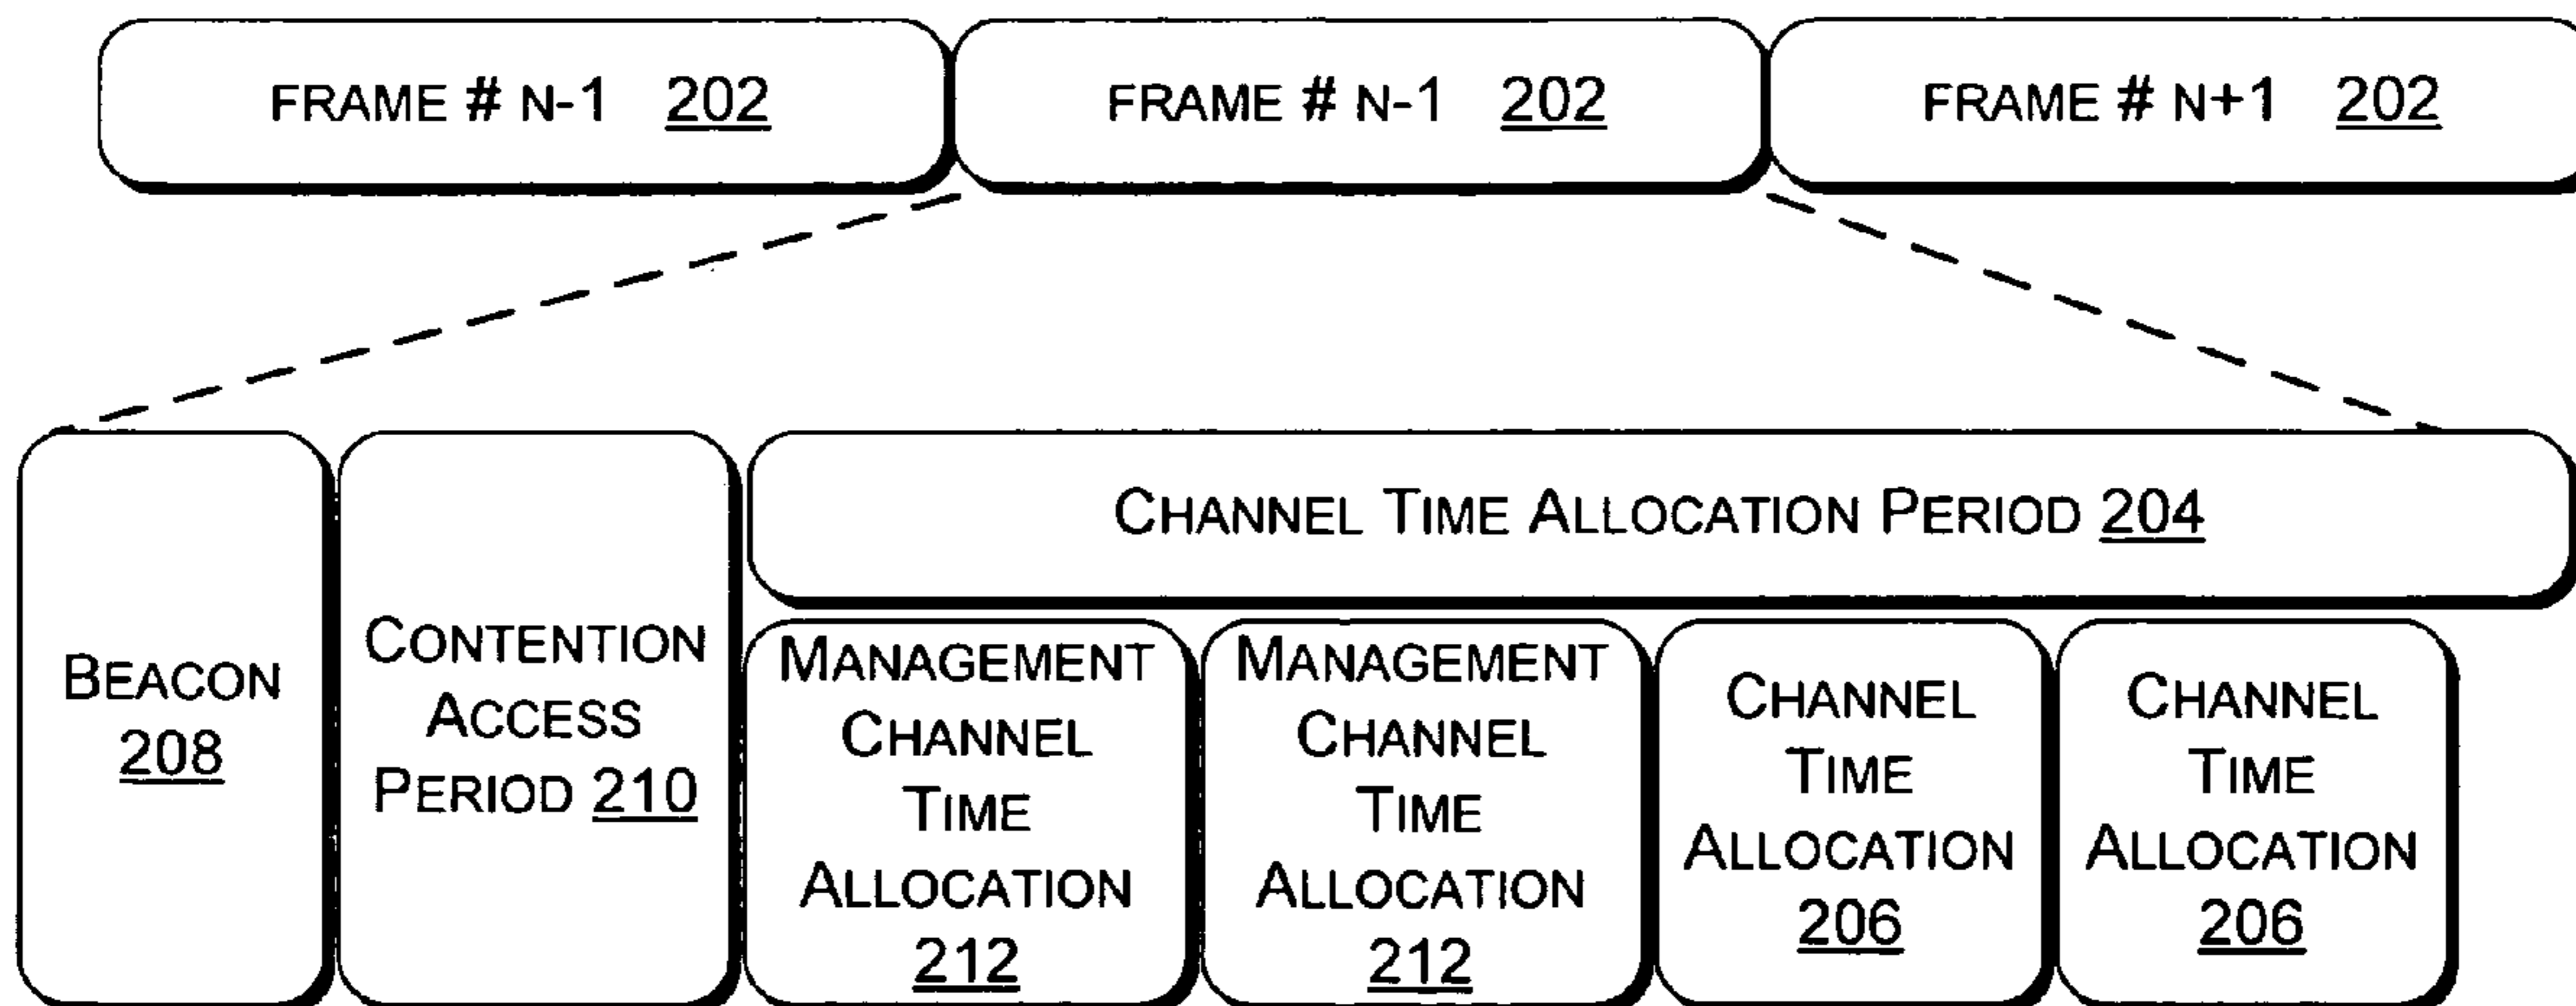 FRAME # N-1 202
FRAME # N-1 202
FRAME # N+1 202
CHANNEL TIME ALLOCATION PERIOD 204
BEACON
208
CONTENTION
ACCESS
PERIOD 210
MANAGEMENT
CHANNEL
TIME
ALLOCATION
212
MANAGEMENT
CHANNEL
TIME
ALLOCATION
212
CHANNEL
TIME
ALLOCATION
206
CHANNEL
TIME
ALLOCATION
206